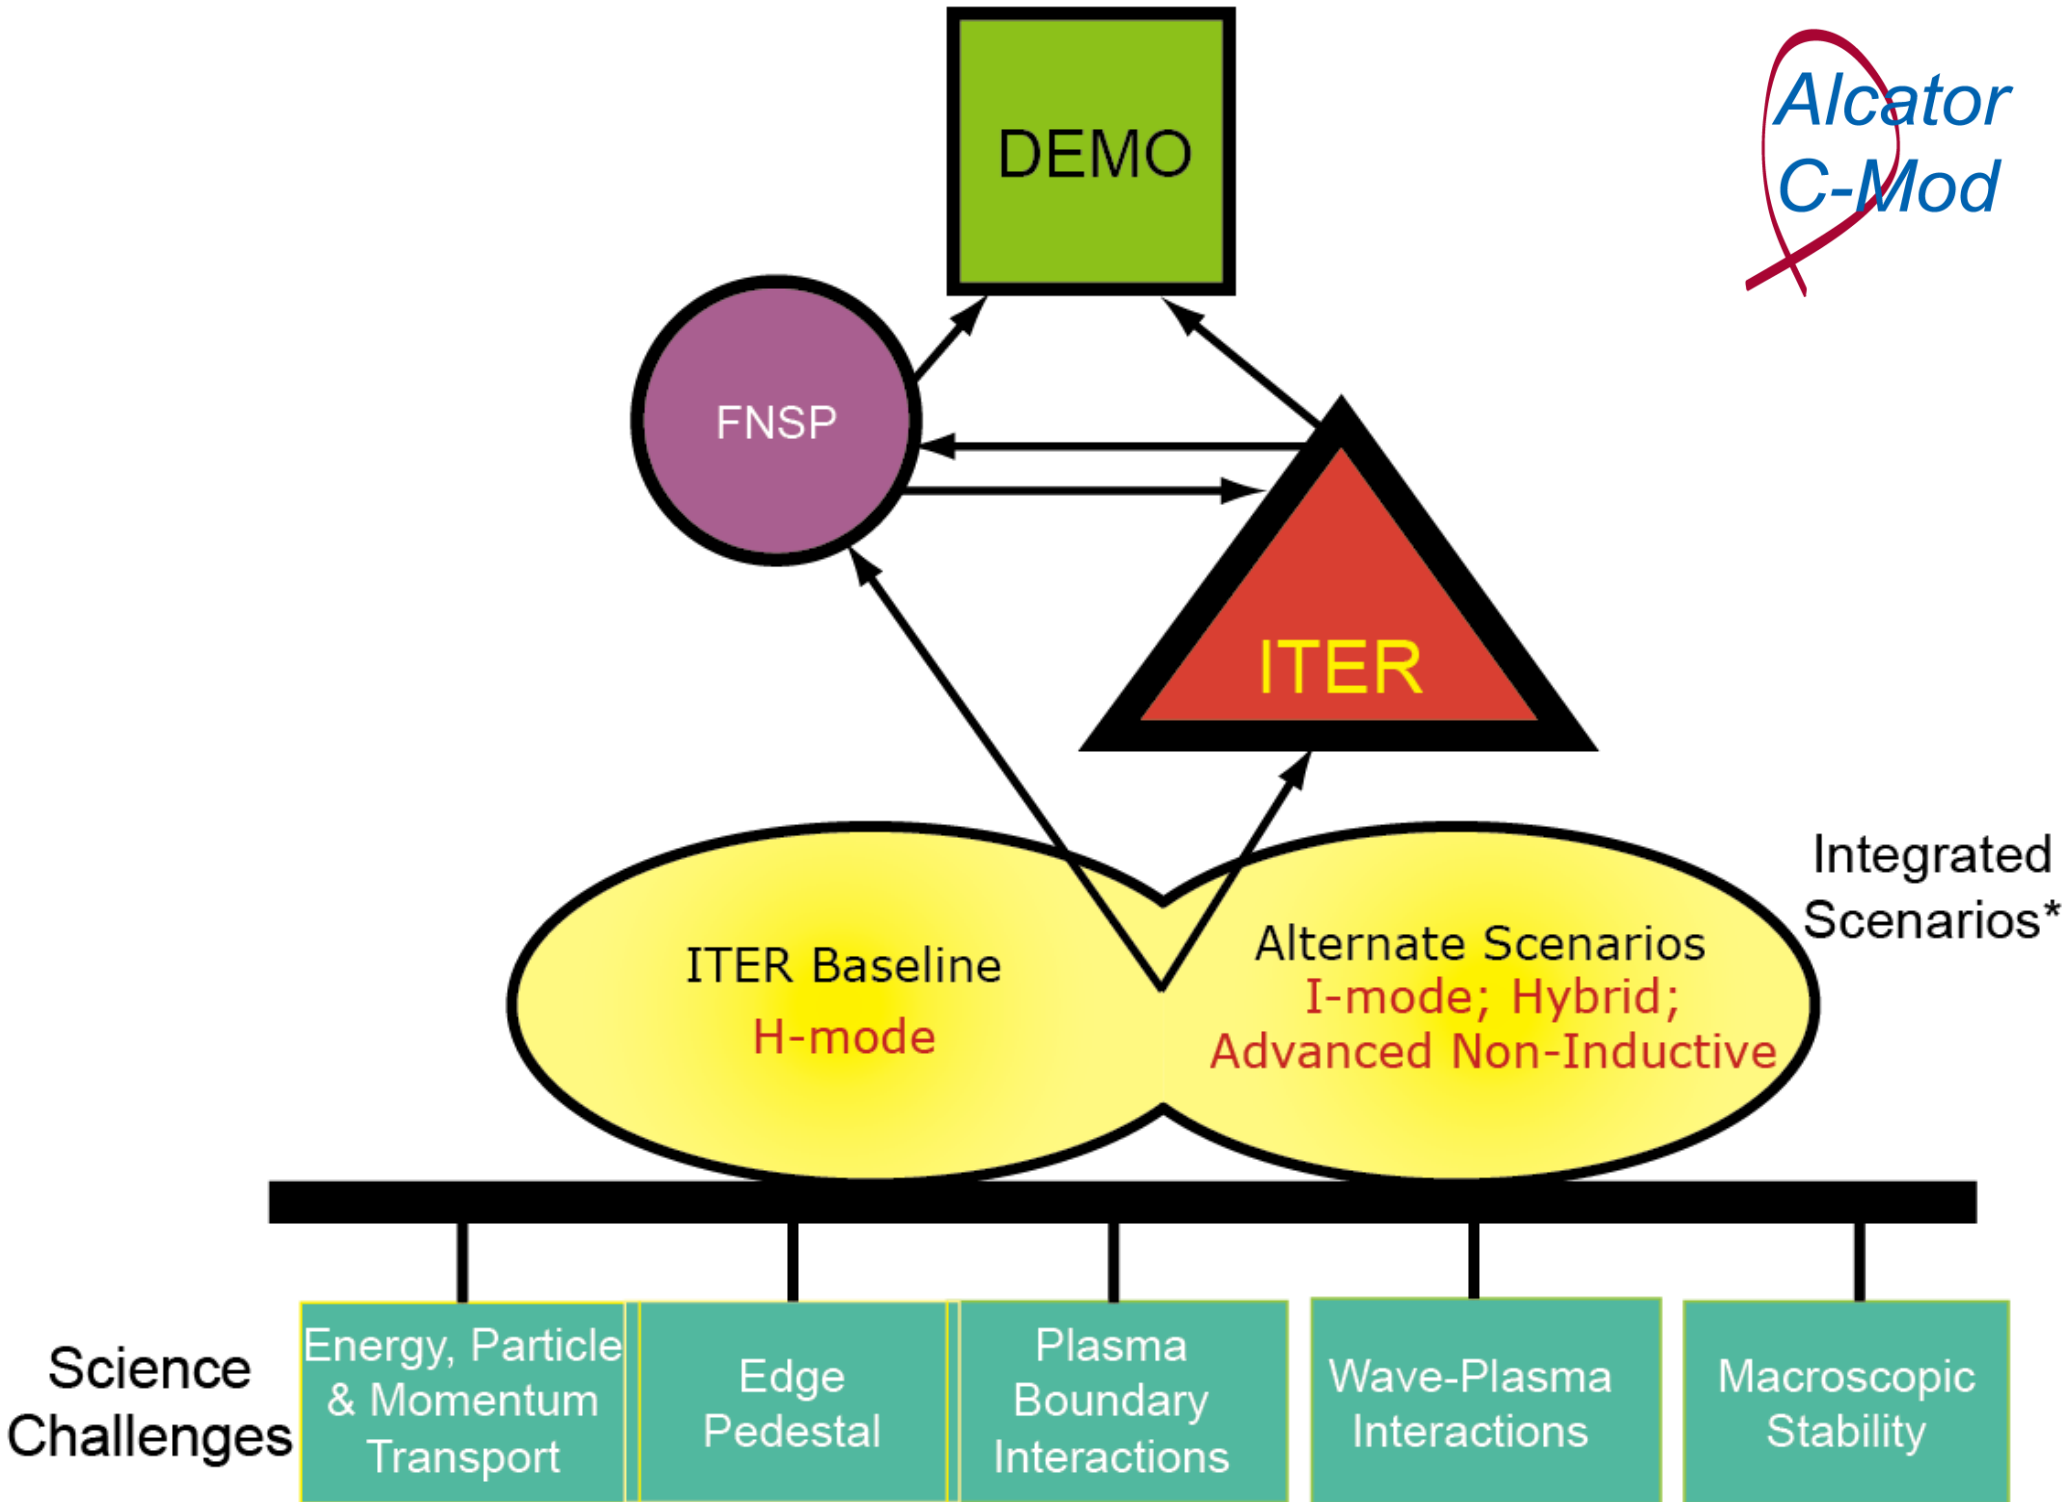 DEMO
Alcator
C-Mod
FNSP
ITER
Integrated
Scenarios*
ITER Baseline
H-mode
Alternate Scenarios
I-mode; Hybrid;
Advanced Non-Inductive
Science
Challenges
Energy, Particle
& Momentum
Transport
Edge
Pedestal
Plasma
Boundary
Interactions
Wave-Plasma
Interactions
Macroscopic
Stability